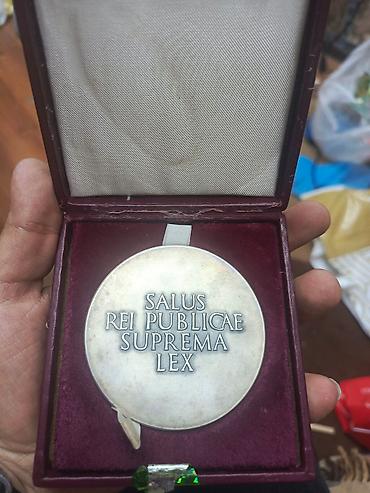 SALUS
REI PUBLICAE
SUPREMA
LEX